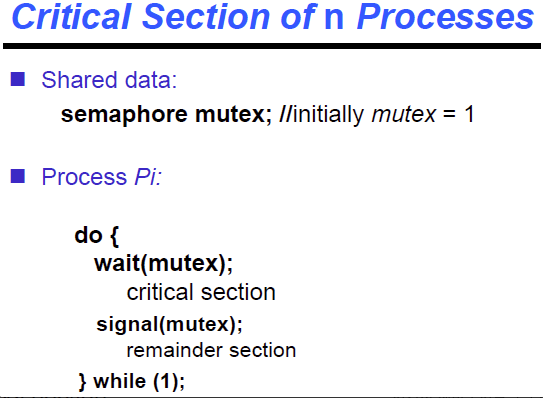 Critical Section of n Processes
Shared data:
semaphore mutex; //initially mutex = 1
Process Pi:
do {
wait(mutex);
critical section
signal(mutex);
remainder section
} while (1);